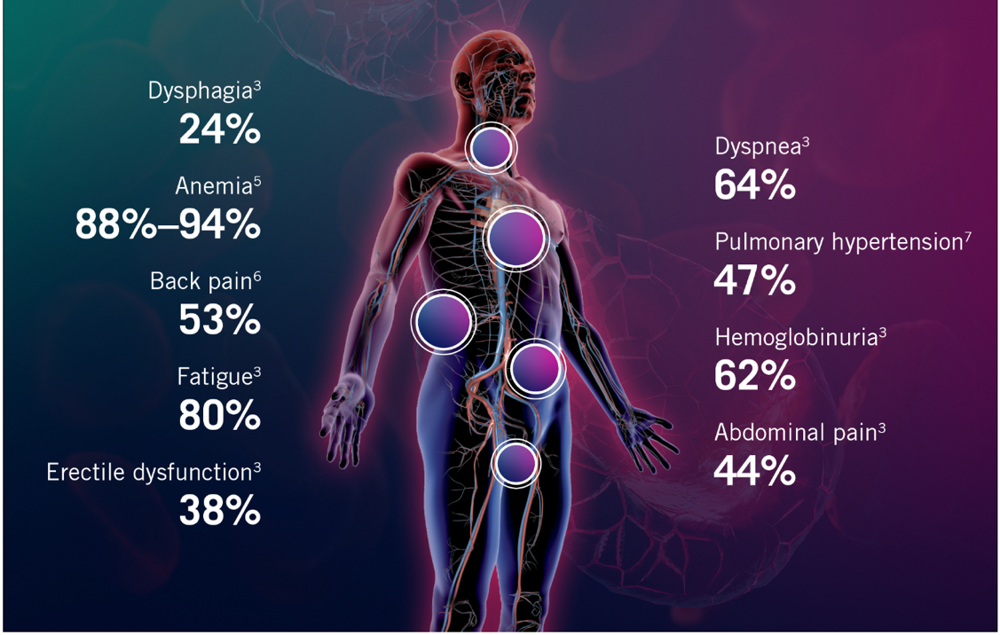 Dysphagia³
24%
Anemia⁵
88%–94%
Back pain⁶
53%
Fatigue³
80%
Erectile dysfunction³
38%
Dyspnea³
64%
Pulmonary hypertension⁷
47%
Hemoglobinuria³
62%
Abdominal pain³
44%